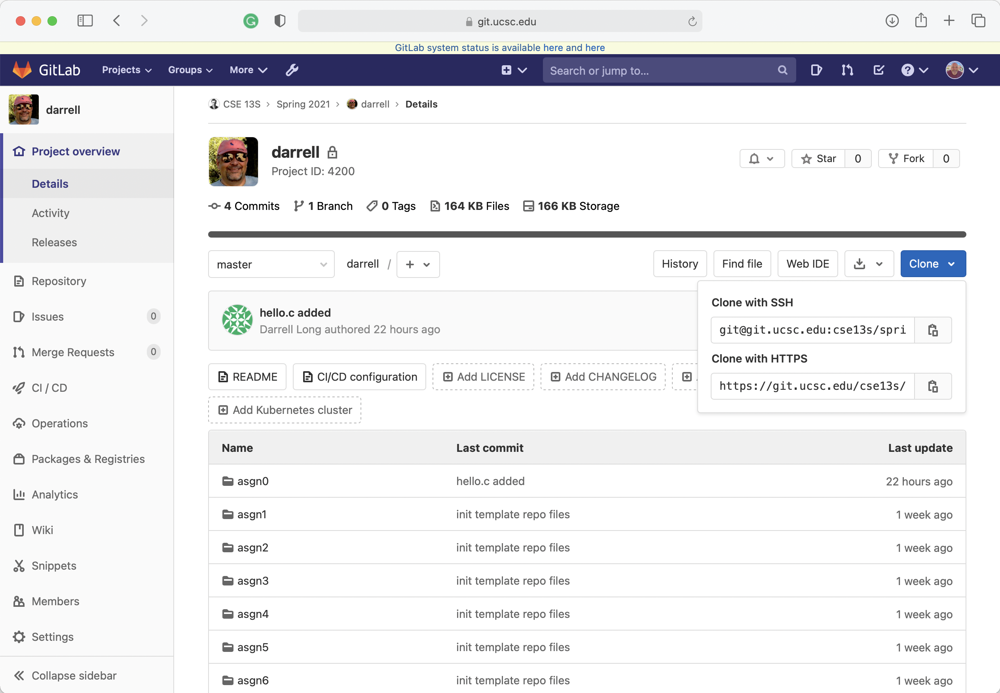 git.ucsc.edu
GitLab system status is available here and here
GitLab Projects Groups More Search or jump to...
darrell
Project overview
Details
Activity
Releases
Repository
Issues 0
Merge Requests 0
CI / CD
Operations
Packages & Registries
Analytics
Wiki
Snippets
Members
Settings
Collapse sidebar
CSE 13S › Spring 2021 › darrell › Details
darrell
Project ID: 4200
Star 0 Fork 0
4 Commits 1 Branch 0 Tags 164 KB Files 166 KB Storage
master darrell / + History Find file Web IDE Clone
hello.c added
Darrell Long authored 22 hours ago
Clone with SSH
git@git.ucsc.edu:cse13s/spri
Clone with HTTPS
https://git.ucsc.edu/cse13s/
README CI/CD configuration Add LICENSE Add CHANGELOG
Add Kubernetes cluster
Name Last commit Last update
asgn0 hello.c added 22 hours ago
asgn1 init template repo files 1 week ago
asgn2 init template repo files 1 week ago
asgn3 init template repo files 1 week ago
asgn4 init template repo files 1 week ago
asgn5 init template repo files 1 week ago
asgn6 init template repo files 1 week ago